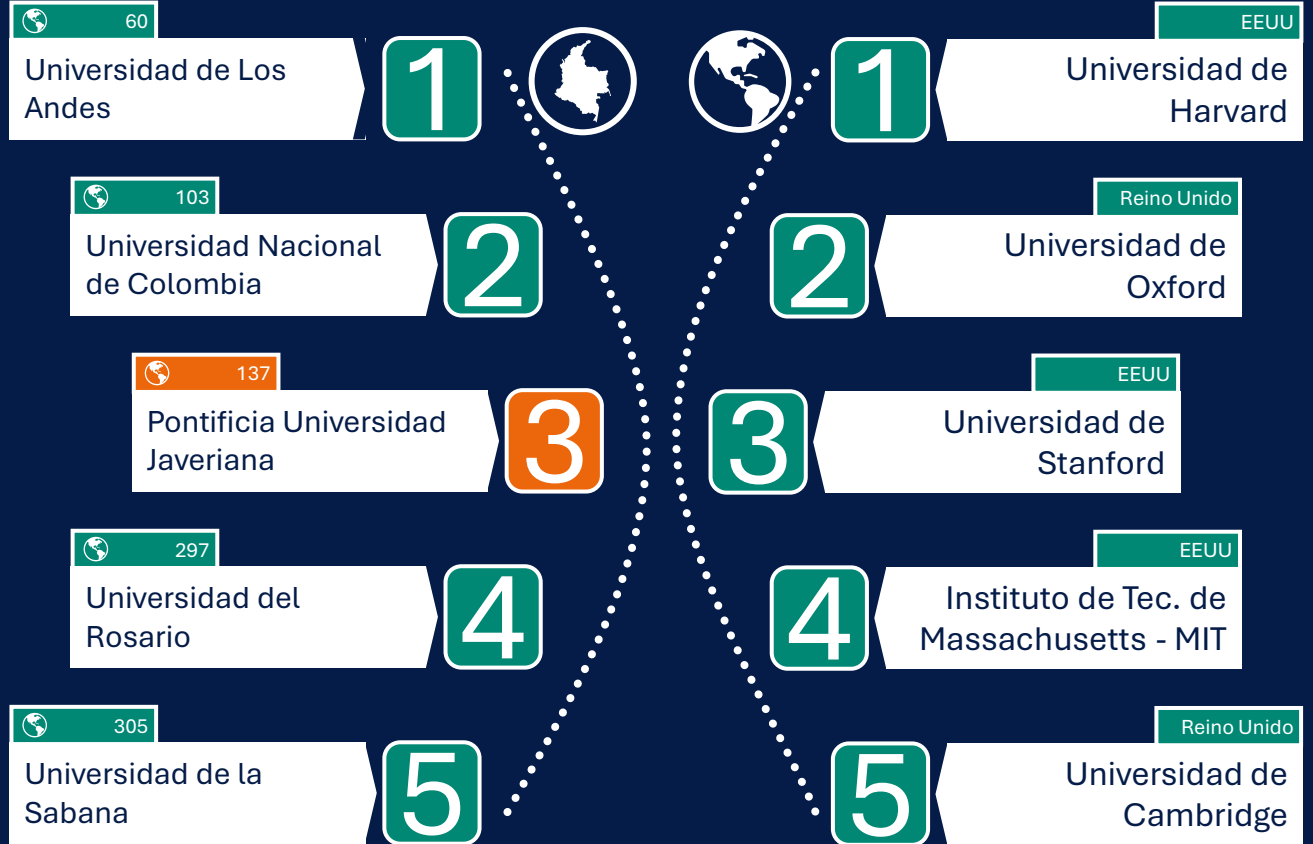 60
Universidad de Los
Andes
1
103
Universidad Nacional
de Colombia
2
137
Pontificia Universidad
Javeriana
3
297
Universidad del
Rosario
4
305
Universidad de la
Sabana
5
EEUU
1
Universidad de
Harvard
Reino Unido
2
Universidad de
Oxford
EEUU
3
Universidad de
Stanford
EEUU
4
Instituto de Tec. de
Massachusetts - MIT
Reino Unido
5
Universidad de
Cambridge